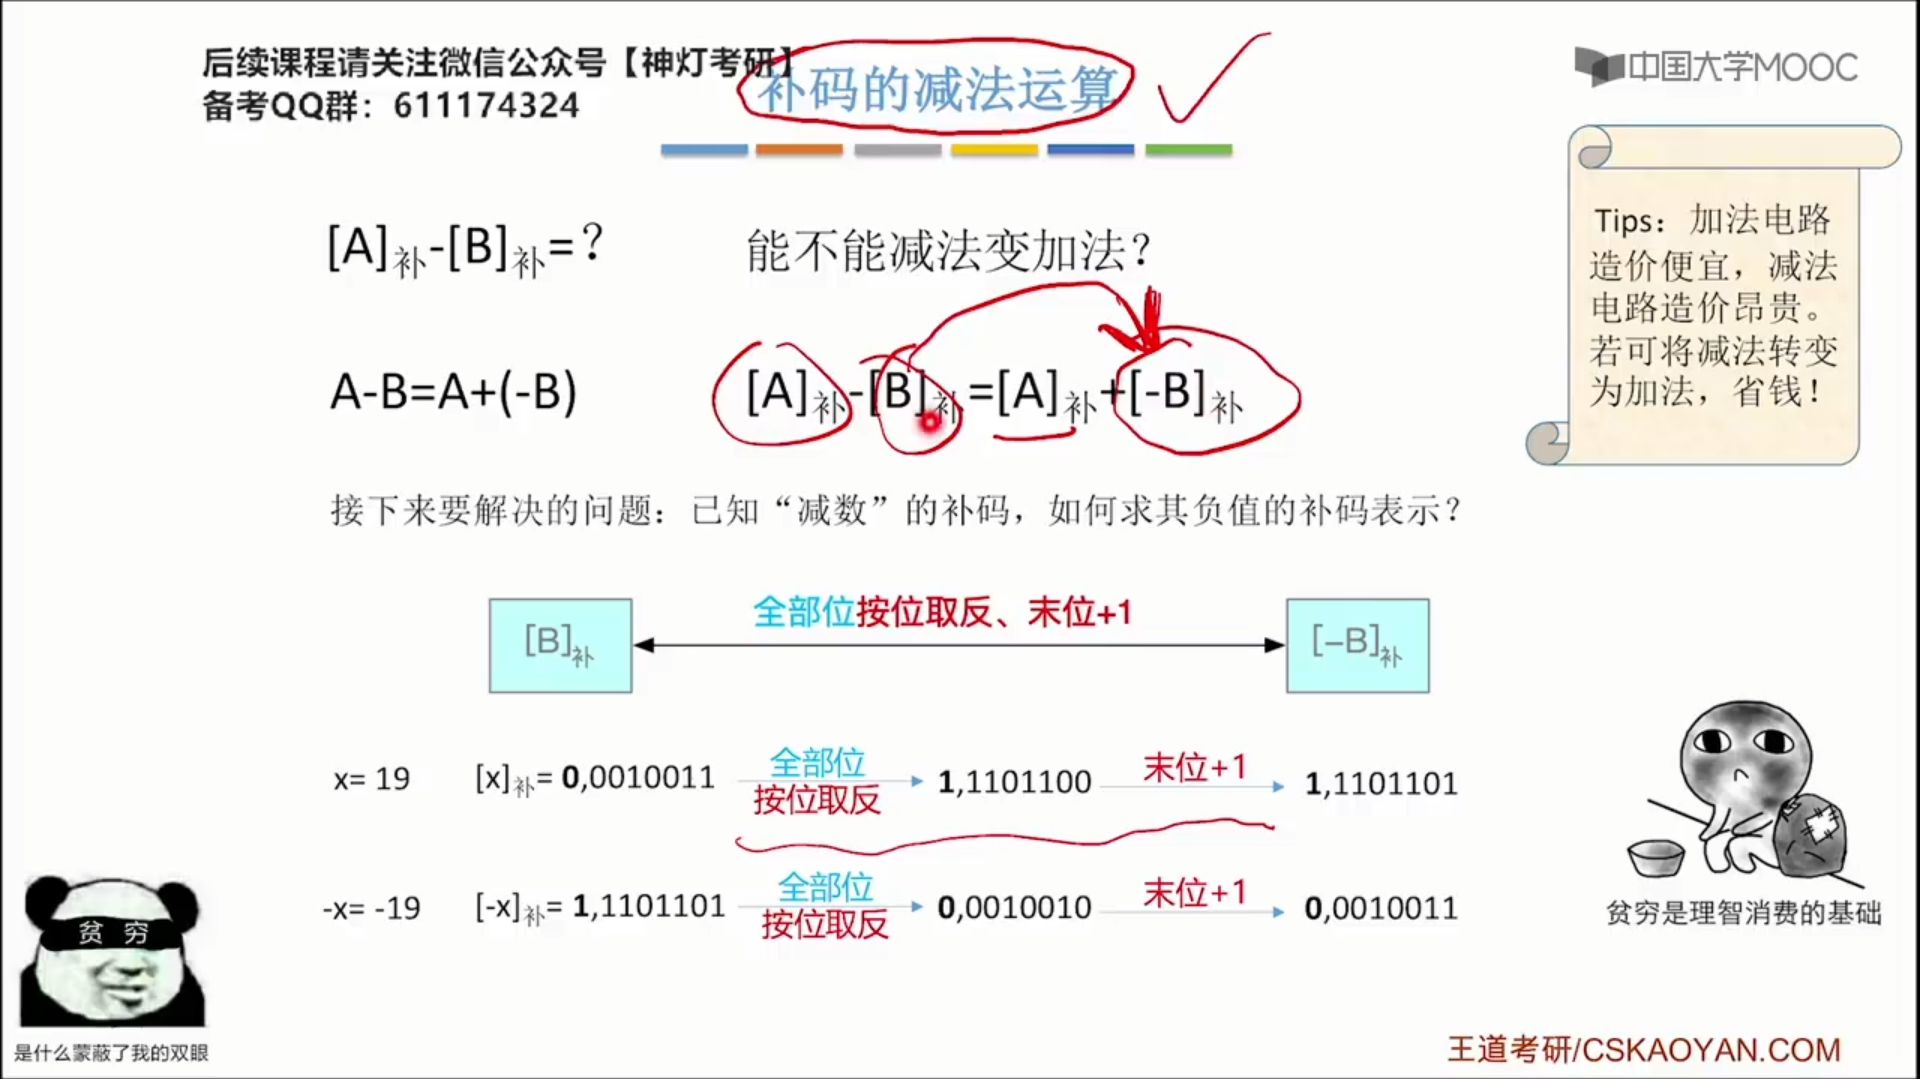 后续课程请关注微信公众号【神灯考研】
备考QQ群：611174324
补码的减法运算
中国大学MOOC
[A]补-[B]补=？
能不能减法变加法？
Tips：加法电路
造价便宜，减法
电路造价昂贵。
若可将减法转变
为加法，省钱！
A-B=A+(-B)
[A]补-[B]补=[A]补+[-B]补
接下来要解决的问题：已知“减数”的补码，如何求其负值的补码表示？
[B]补
全部位按位取反、末位+1
[−B]补
x= 19
[x]补= 0,0010011
全部位
按位取反
1,1101100
末位+1
1,1101101
-x= -19
[-x]补= 1,1101101
全部位
按位取反
0,0010010
末位+1
0,0010011
贫穷是理智消费的基础
贫 穷
是什么蒙蔽了我的双眼
王道考研/CSKAOYAN.COM